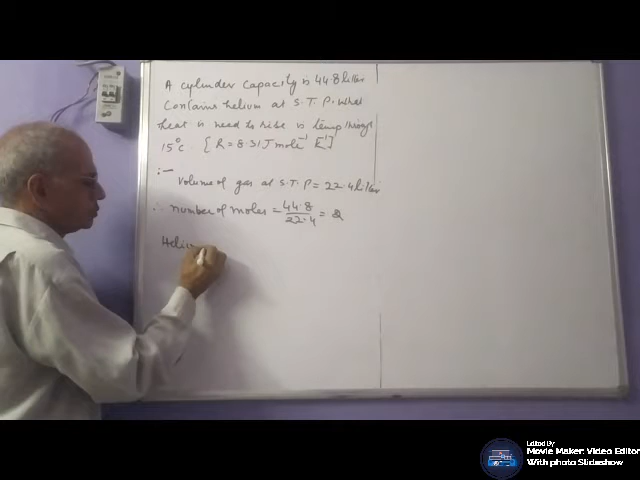 A cylinder capacity is 44.8 liter
Contains helium at S.T.P. what
heat is need to rise is temp through
15°c. [R = 8.31 J mole⁻¹ K⁻¹]
:- Volume of gas at S.T.P = 22.4 liter
∴ number of moles = 44.8/22.4 = 2
Heliu
Edited By
Movie Maker: Video Editor
With photo Slideshow